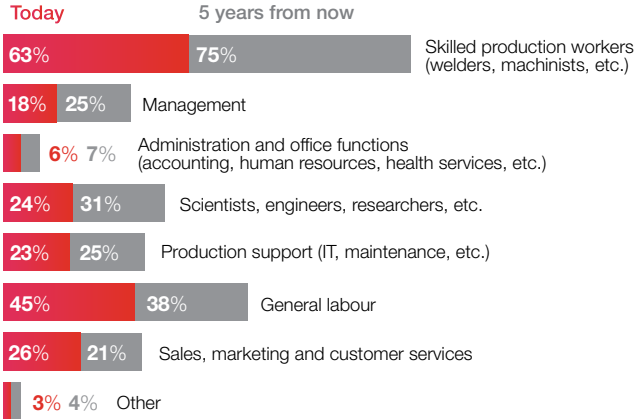 Today 5 years from now
63% 75% Skilled production workers
(welders, machinists, etc.)
18% 25% Management
6% 7% Administration and office functions
(accounting, human resources, health services, etc.)
24% 31% Scientists, engineers, researchers, etc.
23% 25% Production support (IT, maintenance, etc.)
45% 38% General labour
26% 21% Sales, marketing and customer services
3% 4% Other